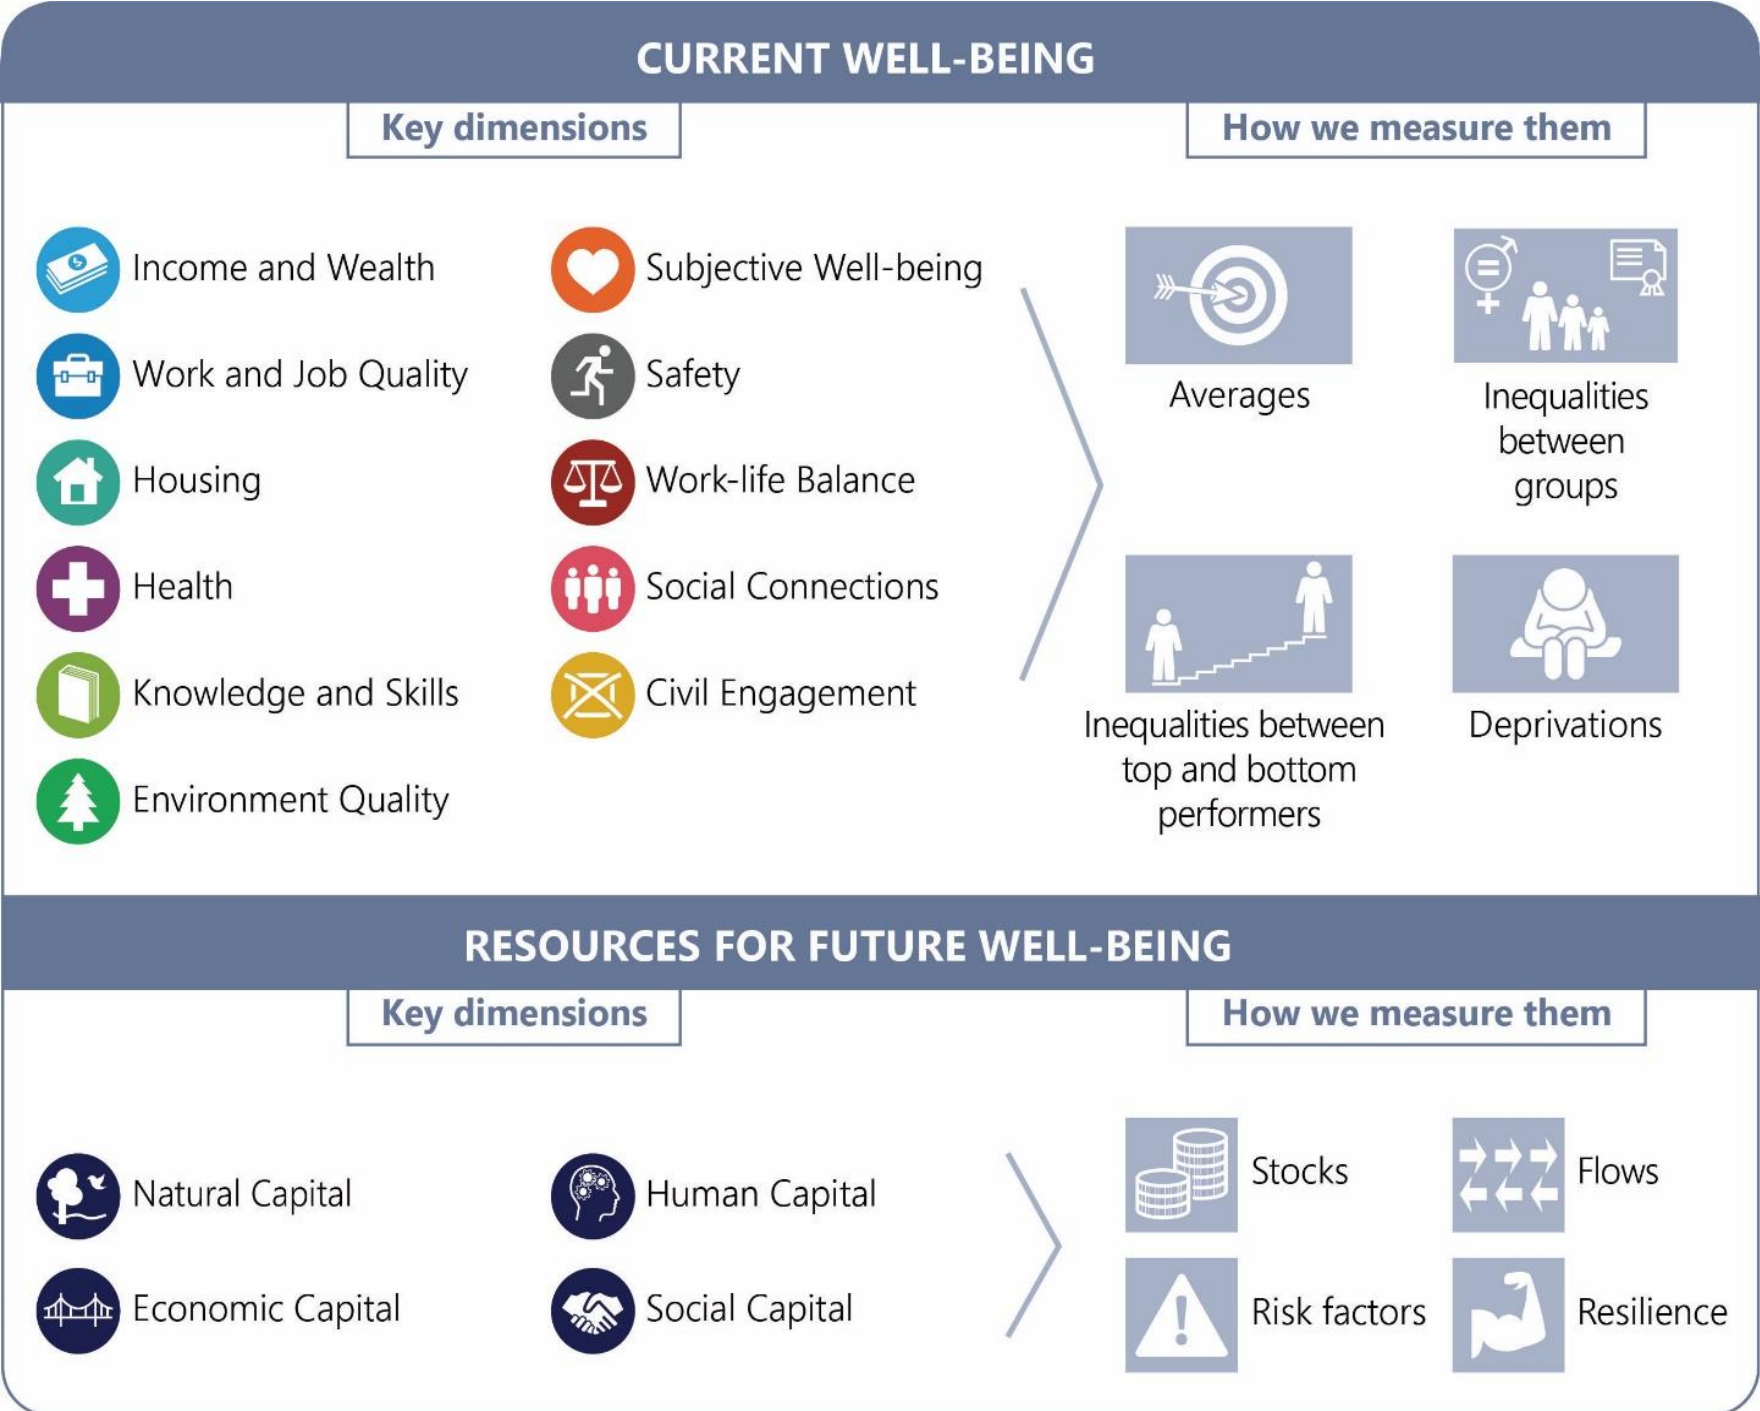 CURRENT WELL-BEING
Key dimensions
How we measure them
Income and Wealth
Work and Job Quality
Housing
Health
Knowledge and Skills
Environment Quality
Subjective Well-being
Safety
Work-life Balance
Social Connections
Civil Engagement
Averages
Inequalities
between
groups
Inequalities between
top and bottom
performers
Deprivations
RESOURCES FOR FUTURE WELL-BEING
Key dimensions
How we measure them
Natural Capital
Economic Capital
Human Capital
Social Capital
Stocks
Flows
Risk factors
Resilience